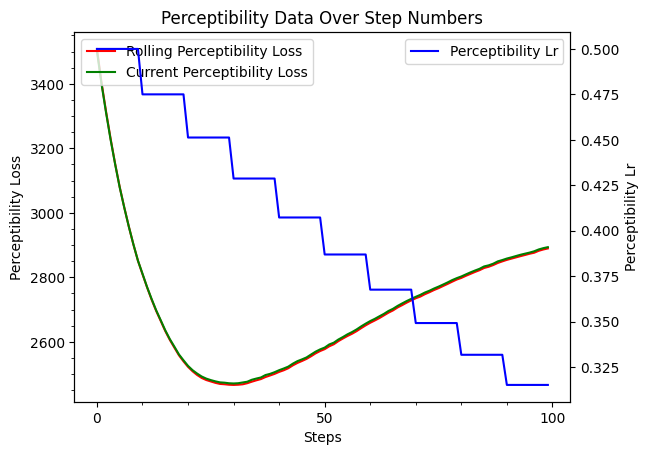 Perceptibility Data Over Step Numbers
Rolling Perceptibility Loss
Current Perceptibility Loss
Perceptibility Lr
3400
3200
3000
2800
2600
Perceptibility Loss
0.500
0.475
0.450
0.425
0.400
0.375
0.350
0.325
Perceptibility Lr
0
50
100
Steps